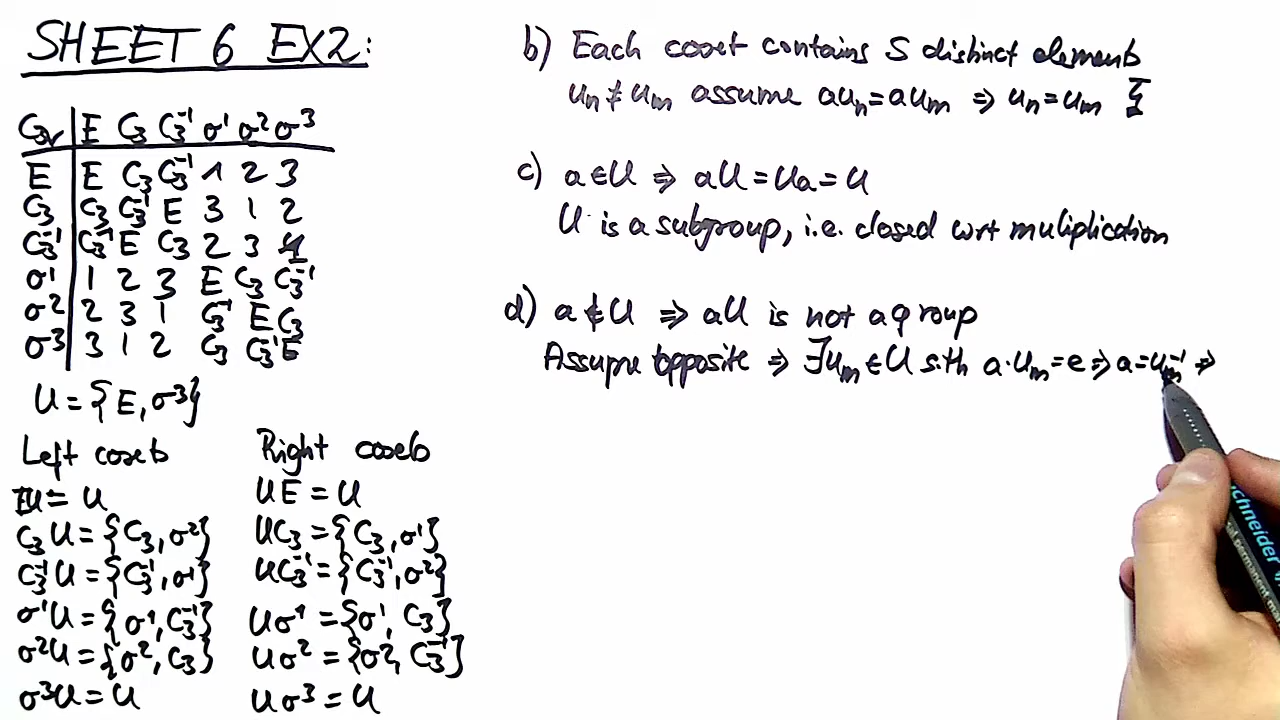 SHEET 6 EX2:
C3v | E C3 C3⁻¹ σ¹ σ² σ³
E | E C3 C3⁻¹ 1 2 3
C3 | C3 C3⁻¹ E 3 1 2
C3⁻¹ | C3⁻¹ E C3 2 3 1
σ¹ | 1 2 3 E C3 C3⁻¹
σ² | 2 3 1 C3⁻¹ E C3
σ³ | 3 1 2 C3 C3⁻¹ E
U = {E, σ³}
Left cosets
EU = U
C3 U = {C3, σ²}
C3⁻¹ U = {C3⁻¹, σ¹}
σ¹U = {σ¹, C3⁻¹}
σ²U = {σ², C3}
σ³U = U
Right cosets
UE = U
UC3 = {C3, σ¹}
UC3⁻¹ = {C3⁻¹, σ²}
Uσ¹ = {σ¹, C3}
Uσ² = {σ², C3⁻¹}
Uσ³ = U
b) Each coset contains S distinct elements
un ≠ um assume aun = aum ⇒ un = um ↯
c) a ∈ U ⇒ aU = Ua = U
U is a subgroup, i.e. closed wrt muliplication
d) a ∉ U ⇒ aU is not a group
Assume opposite ⇒ ∃um ∈ U s.th a·um = e ⇒ a = um⁻¹ ⇒
schneider